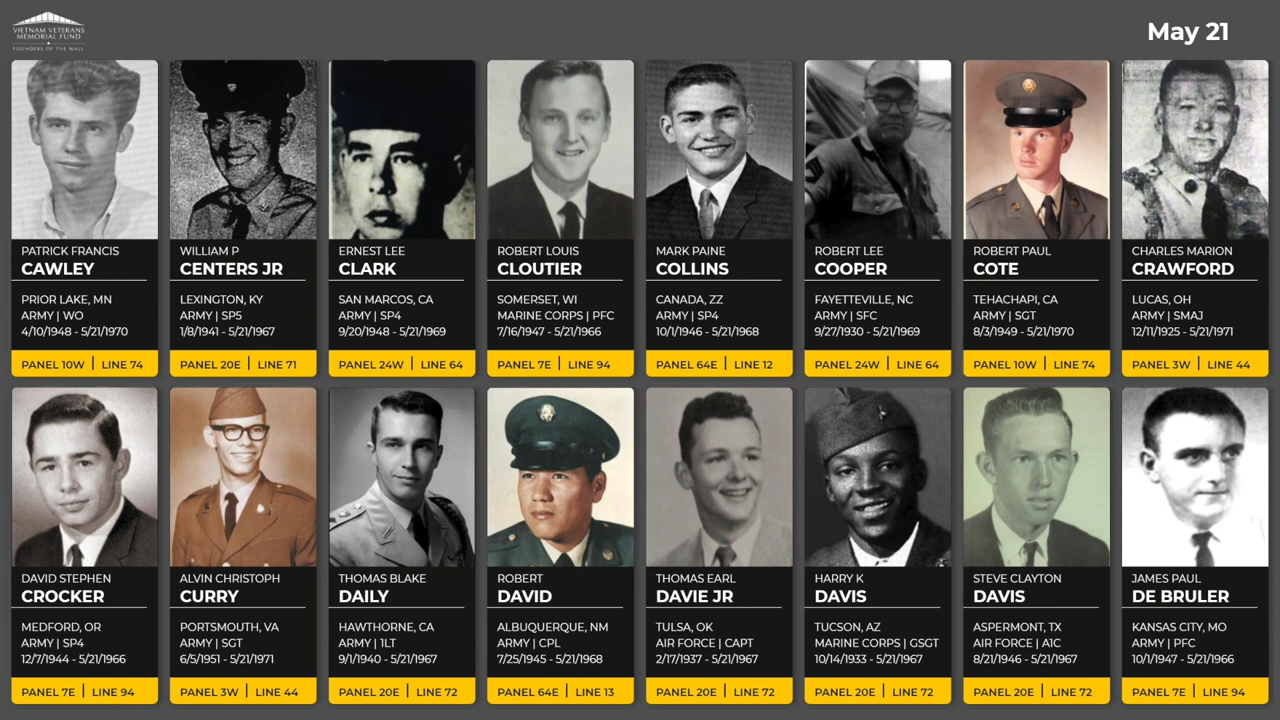 VIETNAM VETERANS
MEMORIAL FUND
FOUNDERS OF THE WALL
May 21
PATRICK FRANCIS
CAWLEY
PRIOR LAKE, MN
ARMY | WO
4/10/1948 - 5/21/1970
PANEL 10W | LINE 74
WILLIAM P
CENTERS JR
LEXINGTON, KY
ARMY | SP5
1/8/1941 - 5/21/1967
PANEL 20E | LINE 71
ERNEST LEE
CLARK
SAN MARCOS, CA
ARMY | SP4
9/20/1948 - 5/21/1969
PANEL 24W | LINE 64
ROBERT LOUIS
CLOUTIER
SOMERSET, WI
MARINE CORPS | PFC
7/16/1947 - 5/21/1966
PANEL 7E | LINE 94
MARK PAINE
COLLINS
CANADA, ZZ
ARMY | SP4
10/1/1946 - 5/21/1968
PANEL 64E | LINE 12
ROBERT LEE
COOPER
FAYETTEVILLE, NC
ARMY | SFC
9/27/1930 - 5/21/1969
PANEL 24W | LINE 64
ROBERT PAUL
COTE
TEHACHAPI, CA
ARMY | SGT
8/3/1949 - 5/21/1970
PANEL 10W | LINE 74
CHARLES MARION
CRAWFORD
LUCAS, OH
ARMY | SMAJ
12/11/1925 - 5/21/1971
PANEL 3W | LINE 44
DAVID STEPHEN
CROCKER
MEDFORD, OR
ARMY | SP4
12/7/1944 - 5/21/1966
PANEL 7E | LINE 94
ALVIN CHRISTOPH
CURRY
PORTSMOUTH, VA
ARMY | SGT
6/5/1951 - 5/21/1971
PANEL 3W | LINE 44
THOMAS BLAKE
DAILY
HAWTHORNE, CA
ARMY | 1LT
9/1/1940 - 5/21/1967
PANEL 20E | LINE 72
ROBERT
DAVID
ALBUQUERQUE, NM
ARMY | CPL
7/25/1945 - 5/21/1968
PANEL 64E | LINE 13
THOMAS EARL
DAVIE JR
TULSA, OK
AIR FORCE | CAPT
2/17/1937 - 5/21/1967
PANEL 20E | LINE 72
HARRY K
DAVIS
TUCSON, AZ
MARINE CORPS | GSGT
10/14/1933 - 5/21/1967
PANEL 20E | LINE 72
STEVE CLAYTON
DAVIS
ASPERMONT, TX
AIR FORCE | A1C
8/21/1946 - 5/21/1967
PANEL 20E | LINE 72
JAMES PAUL
DE BRULER
KANSAS CITY, MO
ARMY | PFC
10/1/1947 - 5/21/1966
PANEL 7E | LINE 94